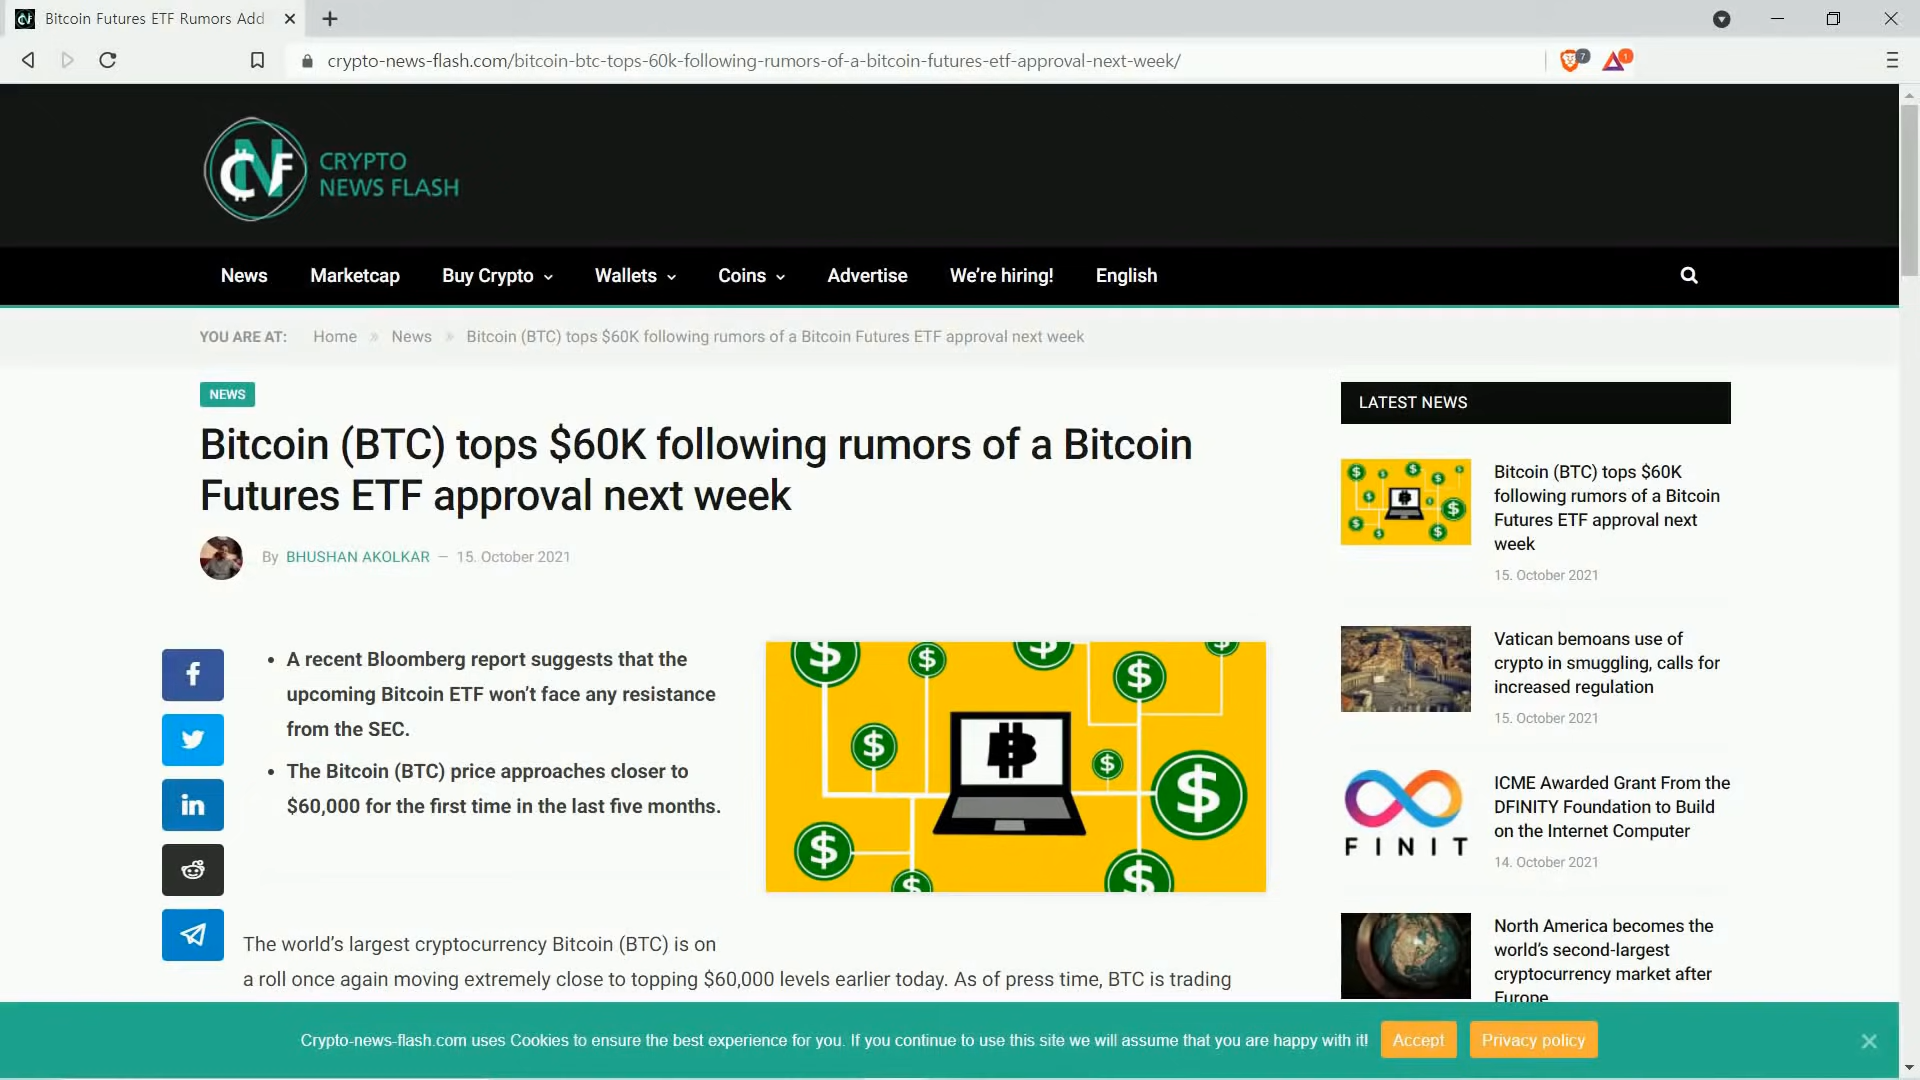 Bitcoin Futures ETF Rumors Add
crypto-news-flash.com/bitcoin-btc-tops-60k-following-rumors-of-a-bitcoin-futures-etf-approval-next-week/
7
1
CNF
CRYPTO
NEWS FLASH
News Marketcap Buy Crypto Wallets Coins Advertise We're hiring! English
YOU ARE AT: Home » News » Bitcoin (BTC) tops $60K following rumors of a Bitcoin Futures ETF approval next week
NEWS
Bitcoin (BTC) tops $60K following rumors of a Bitcoin
Futures ETF approval next week
By BHUSHAN AKOLKAR — 15. October 2021
• A recent Bloomberg report suggests that the
upcoming Bitcoin ETF won't face any resistance
from the SEC.
• The Bitcoin (BTC) price approaches closer to
$60,000 for the first time in the last five months.
The world's largest cryptocurrency Bitcoin (BTC) is on
a roll once again moving extremely close to topping $60,000 levels earlier today. As of press time, BTC is trading
LATEST NEWS
Bitcoin (BTC) tops $60K
following rumors of a Bitcoin
Futures ETF approval next
week
15. October 2021
Vatican bemoans use of
crypto in smuggling, calls for
increased regulation
15. October 2021
FINIT
ICME Awarded Grant From the
DFINITY Foundation to Build
on the Internet Computer
14. October 2021
North America becomes the
world's second-largest
cryptocurrency market after
Europe
Crypto-news-flash.com uses Cookies to ensure the best experience for you. If you continue to use this site we will assume that you are happy with it!
Accept
Privacy policy